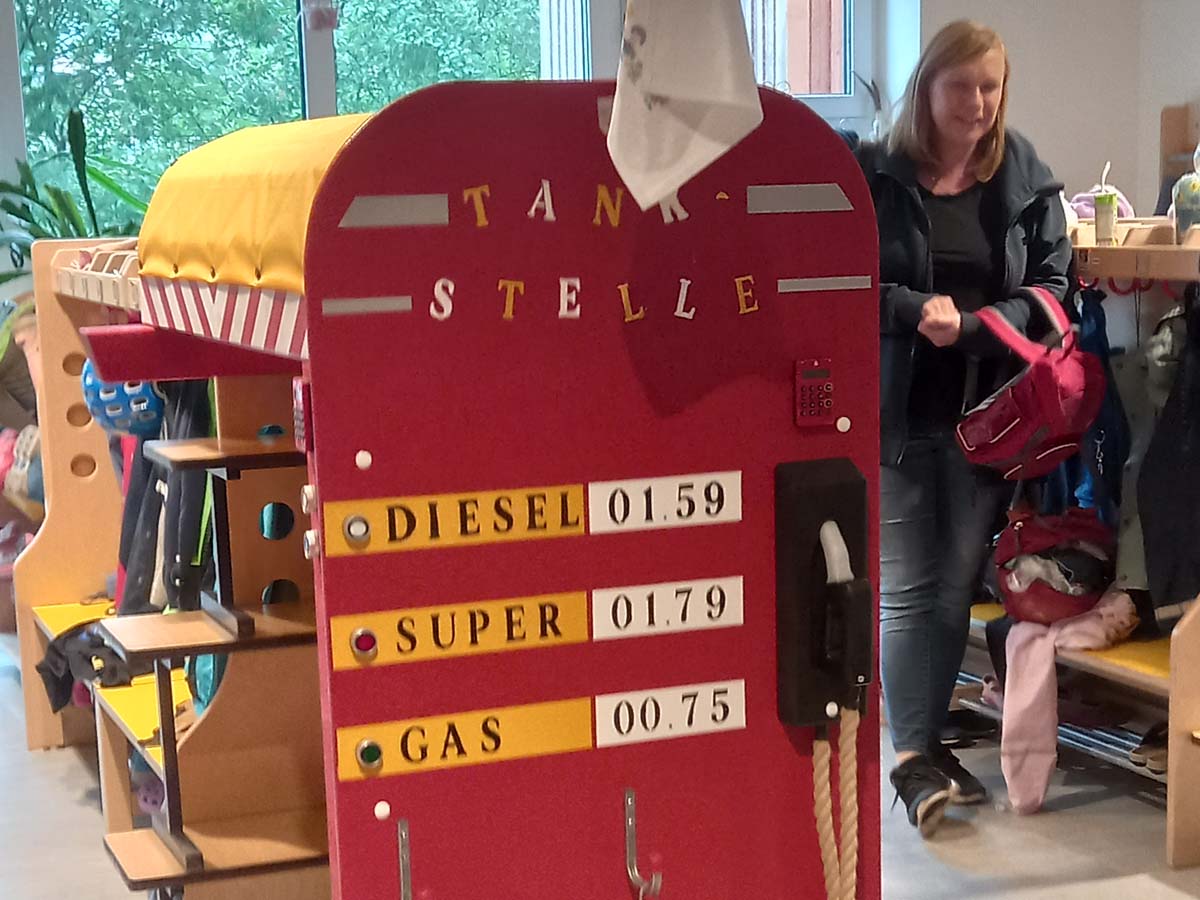 TANK-
STELLE
DIESEL 01.59
SUPER 01.79
GAS 00.75